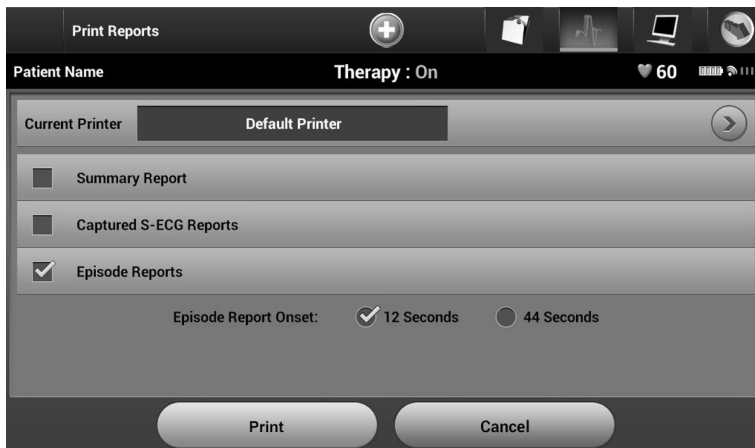 Print Reports
Patient Name Therapy : On 60
Current Printer Default Printer
Summary Report
Captured S-ECG Reports
Episode Reports
Episode Report Onset: 12 Seconds 44 Seconds
Print Cancel